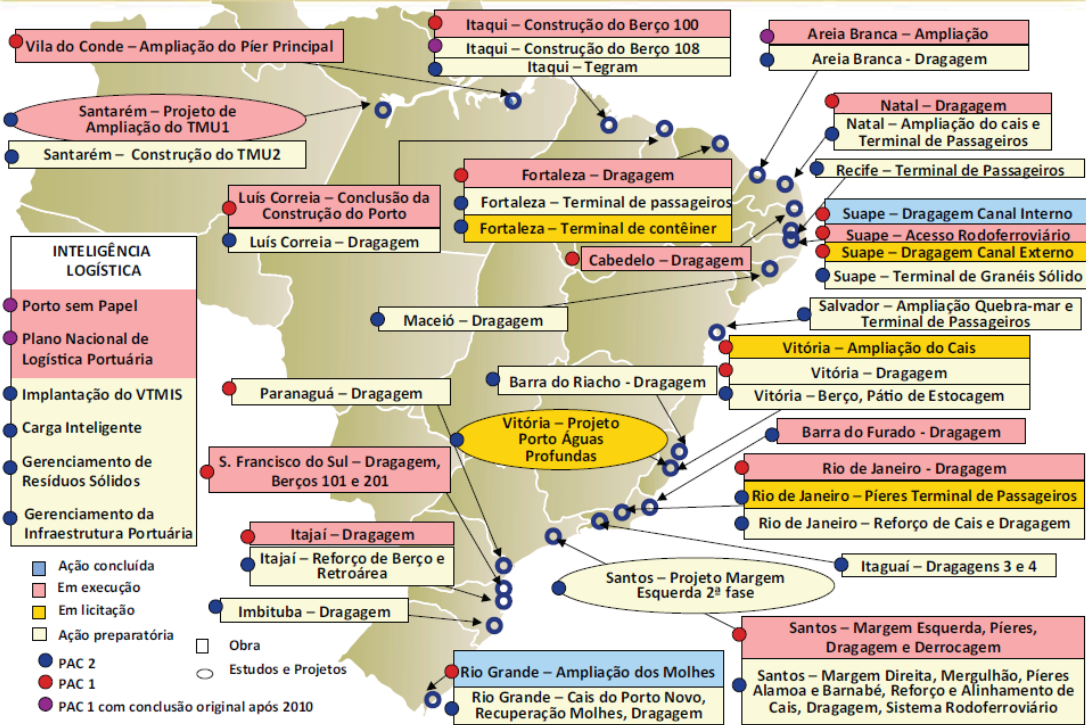 Vila do Conde – Ampliação do Píer Principal
Itaqui – Construção do Berço 100
Itaqui – Construção do Berço 108
Itaqui – Tegram
Areia Branca – Ampliação
Areia Branca - Dragagem
Santarém – Projeto de
Ampliação do TMU1
Santarém – Construção do TMU2
Natal – Dragagem
Natal – Ampliação do cais e
Terminal de Passageiros
Recife – Terminal de Passageiros
Luís Correia – Conclusão da
Construção do Porto
Luís Correia – Dragagem
Fortaleza – Dragagem
Fortaleza – Terminal de passageiros
Fortaleza – Terminal de contêiner
Suape – Dragagem Canal Interno
Suape – Acesso Rodoferroviário
Suape – Dragagem Canal Externo
Suape – Terminal de Granéis Sólido
Cabedelo – Dragagem
INTELIGÊNCIA
LOGÍSTICA
Porto sem Papel
Plano Nacional de
Logística Portuária
Implantação do VTMIS
Carga Inteligente
Gerenciamento de
Resíduos Sólidos
Gerenciamento da
Infraestrutura Portuária
Maceió – Dragagem
Salvador – Ampliação Quebra-mar e
Terminal de Passageiros
Vitória – Ampliação do Cais
Vitória – Dragagem
Vitória – Berço, Pátio de Estocagem
Paranaguá – Dragagem
Barra do Riacho - Dragagem
Vitória – Projeto
Porto Águas
Profundas
Barra do Furado - Dragagem
S. Francisco do Sul – Dragagem,
Berços 101 e 201
Rio de Janeiro - Dragagem
Rio de Janeiro – Píeres Terminal de Passageiros
Rio de Janeiro – Reforço de Cais e Dragagem
Itajaí – Dragagem
Itajaí – Reforço de Berço e
Retroárea
Itaguaí – Dragagens 3 e 4
Santos – Projeto Margem
Esquerda 2ª fase
Imbituba – Dragagem
Santos – Margem Esquerda, Píeres,
Dragagem e Derrocagem
Santos – Margem Direita, Mergulhão, Píeres
Alamoa e Barnabé, Reforço e Alinhamento de
Cais, Dragagem, Sistema Rodoferroviário
Rio Grande – Ampliação dos Molhes
Rio Grande – Cais do Porto Novo,
Recuperação Molhes, Dragagem
Ação concluída
Em execução
Em licitação
Ação preparatória
PAC 2
PAC 1
PAC 1 com conclusão original após 2010
Obra
Estudos e Projetos